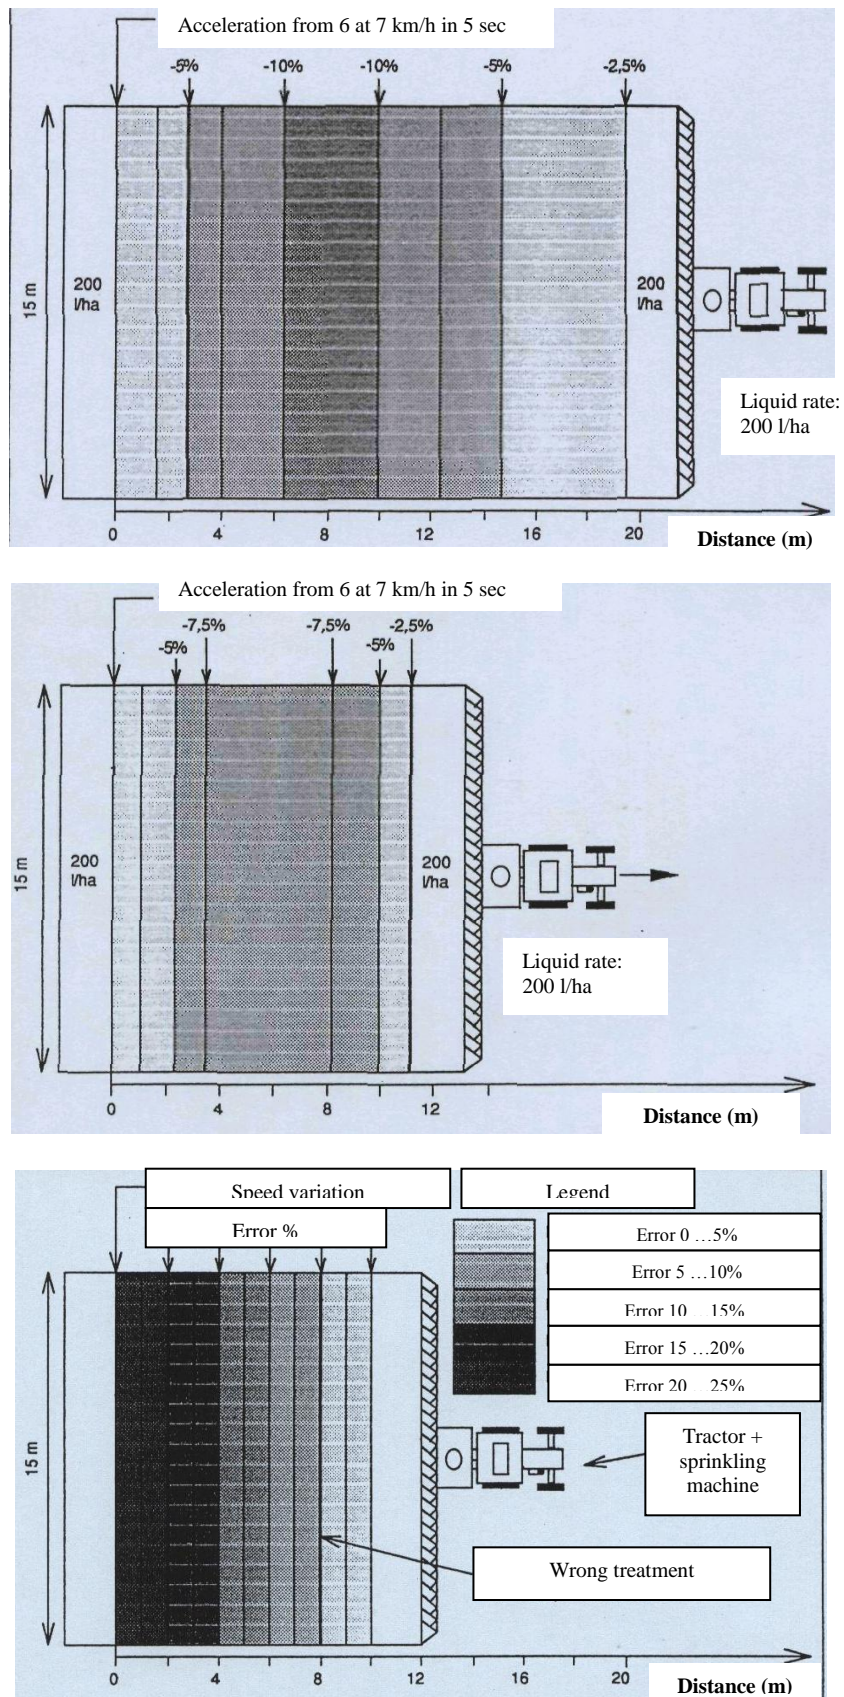 Acceleration from 6 at 7 km/h in 5 sec
-5% -10% -10% -5% -2,5%
15 m
200
l/ha
200
l/ha
Liquid rate:
200 l/ha
0 4 8 12 16 20
Distance (m)
Acceleration from 6 at 7 km/h in 5 sec
-7,5% -7,5% -2,5%
-5% -5%
15 m
200
l/ha
200
l/ha
Liquid rate:
200 l/ha
0 4 8 12
Distance (m)
Speed variation
Legend
Error %
Error 0 …5%
Error 5 …10%
Error 10 …15%
Error 15 …20%
Error 20 …25%
15 m
Tractor +
sprinkling
machine
Wrong treatment
0 4 8 12 16 20
Distance (m)